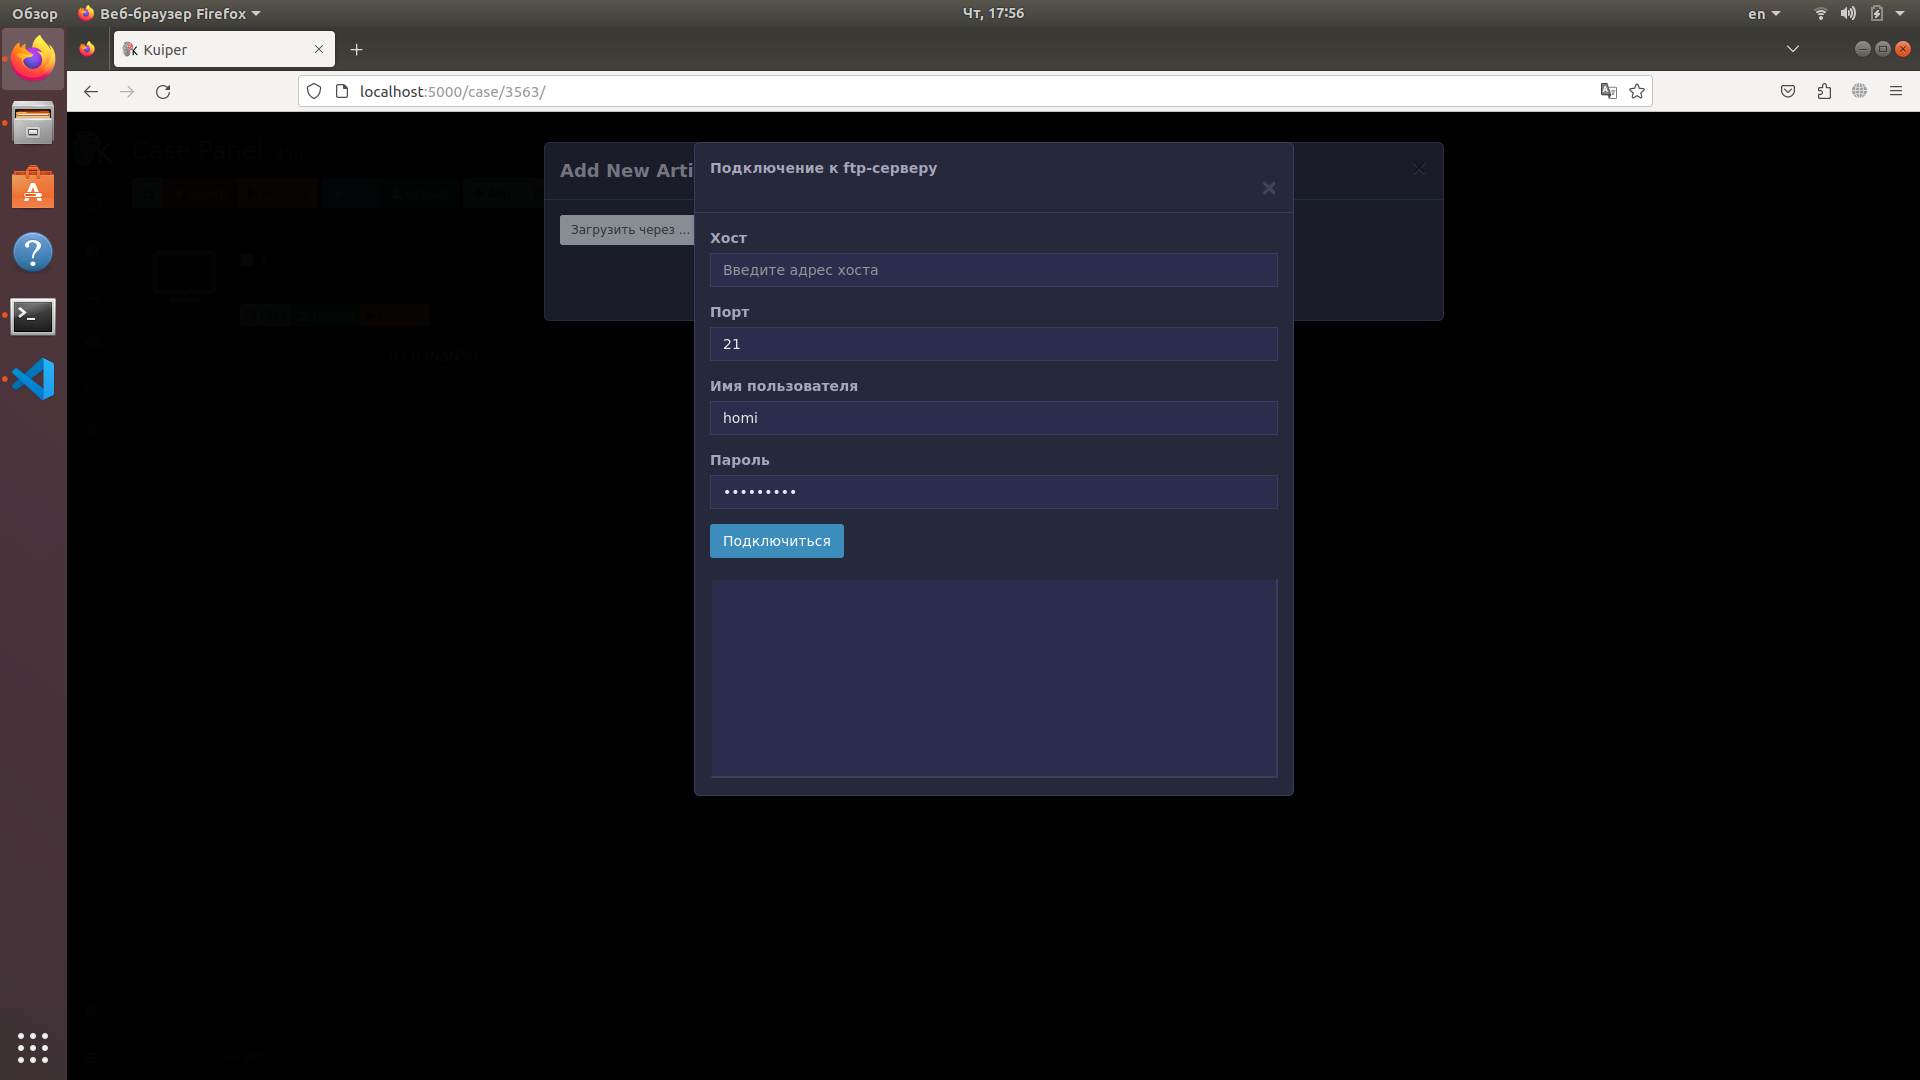 Обзор
Веб-браузер Firefox
Чт, 17:56
en
Kuiper
localhost:5000/case/3563/
Case Panel
Add New Arti
Подключение к ftp-серверу
Загрузить через ...
Хост
Введите адрес хоста
Порт
21
Имя пользователя
homi
Пароль
•••••••••
Подключиться